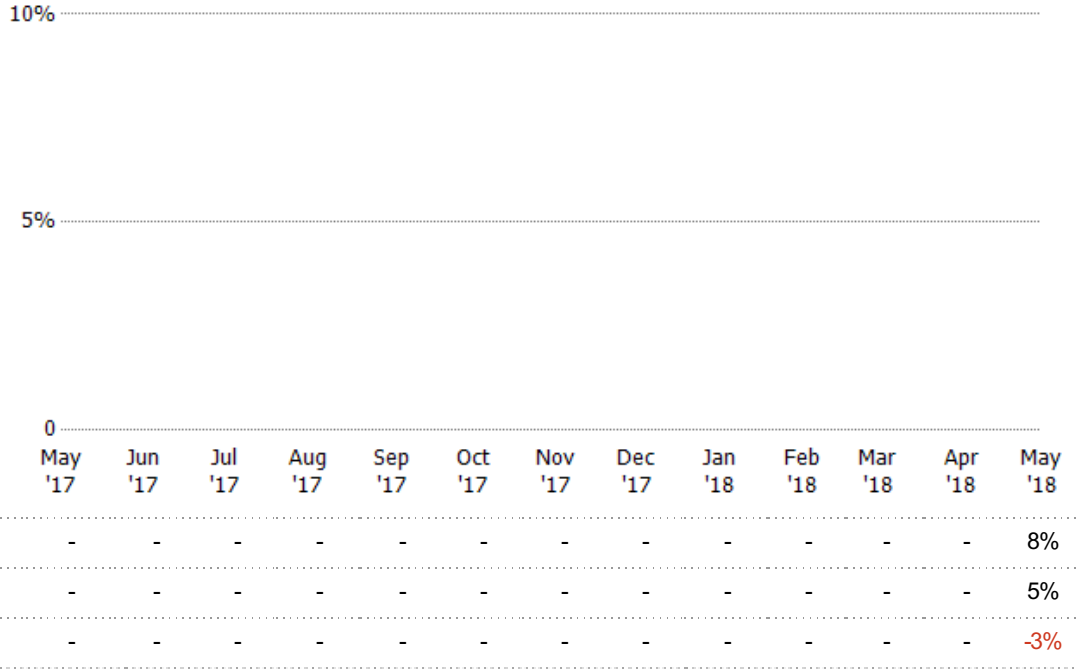 10%
5%
0
May Jun Jul Aug Sep Oct Nov Dec Jan Feb Mar Apr May
'17 '17 '17 '17 '17 '17 '17 '17 '18 '18 '18 '18 '18
- - - - - - - - - - - - 8%
- - - - - - - - - - - - 5%
- - - - - - - - - - - - -3%